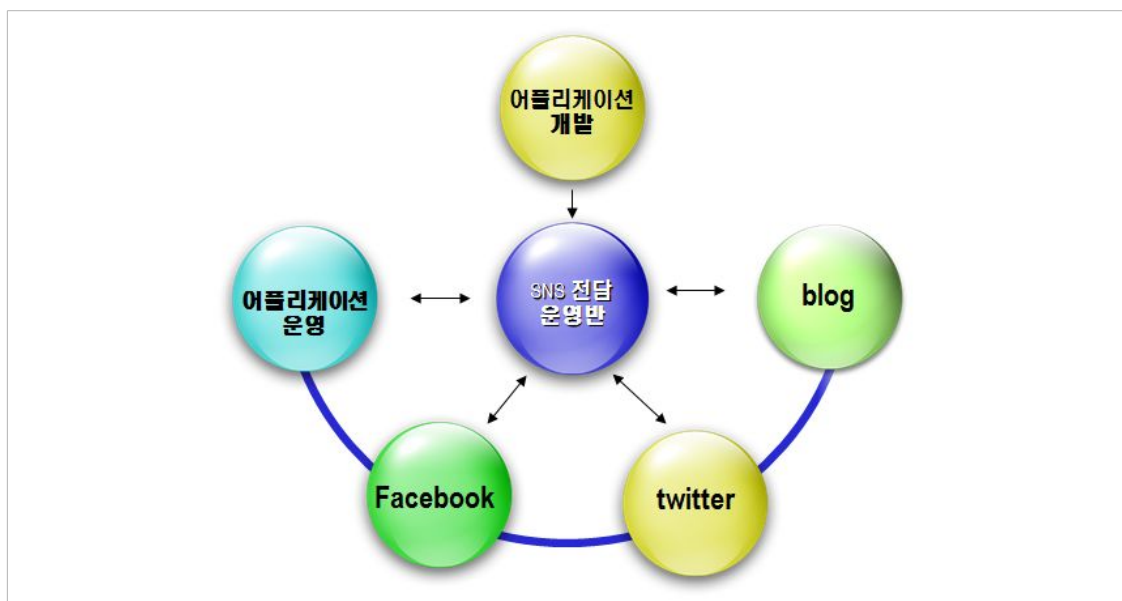 어플리케이션
개발
어플리케이션
운영
SNS 전담
운영반
blog
Facebook
twitter